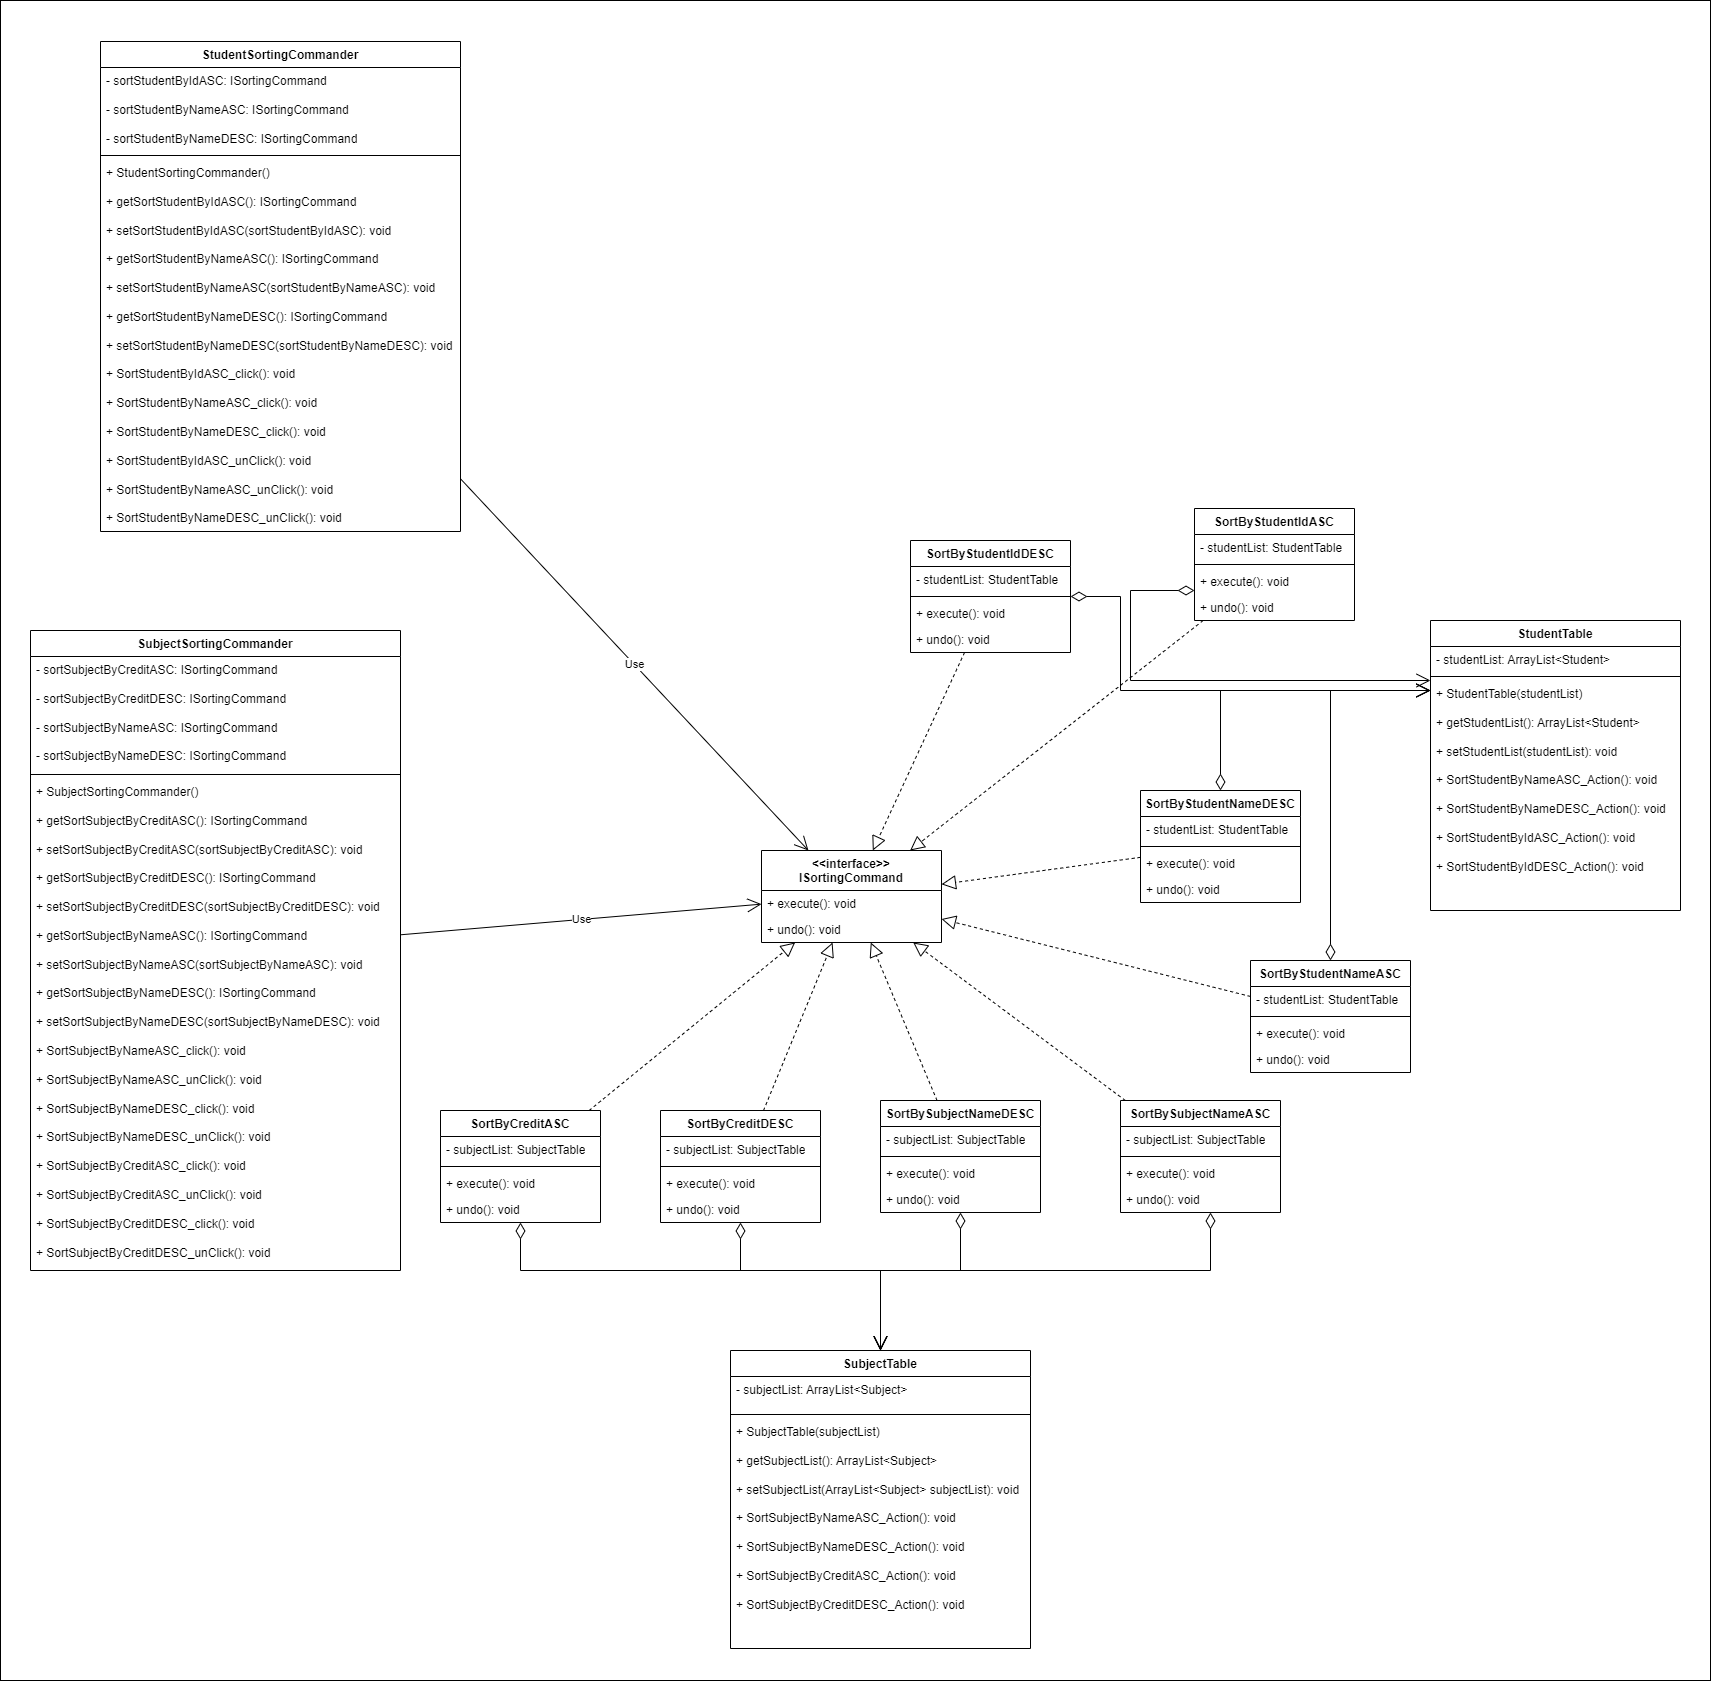 StudentSortingCommander
- sortStudentByIdASC: ISortingCommand
- sortStudentByNameASC: ISortingCommand
- sortStudentByNameDESC: ISortingCommand
+ StudentSortingCommander()
+ getSortStudentByIdASC(): ISortingCommand
+ setSortStudentByIdASC(sortStudentByIdASC): void
+ getSortStudentByNameASC(): ISortingCommand
+ setSortStudentByNameASC(sortStudentByNameASC): void
+ getSortStudentByNameDESC(): ISortingCommand
+ setSortStudentByNameDESC(sortStudentByNameDESC): void
+ SortStudentByIdASC_click(): void
+ SortStudentByNameASC_click(): void
+ SortStudentByNameDESC_click(): void
+ SortStudentByIdASC_unClick(): void
+ SortStudentByNameASC_unClick(): void
+ SortStudentByNameDESC_unClick(): void
Use
SubjectSortingCommander
- sortSubjectByCreditASC: ISortingCommand
- sortSubjectByCreditDESC: ISortingCommand
- sortSubjectByNameASC: ISortingCommand
- sortSubjectByNameDESC: ISortingCommand
+ SubjectSortingCommander()
+ getSortSubjectByCreditASC(): ISortingCommand
+ setSortSubjectByCreditASC(sortSubjectByCreditASC): void
+ getSortSubjectByCreditDESC(): ISortingCommand
+ setSortSubjectByCreditDESC(sortSubjectByCreditDESC): void
+ getSortSubjectByNameASC(): ISortingCommand
+ setSortSubjectByNameASC(sortSubjectByNameASC): void
+ getSortSubjectByNameDESC(): ISortingCommand
+ setSortSubjectByNameDESC(sortSubjectByNameDESC): void
+ SortSubjectByNameASC_click(): void
+ SortSubjectByNameASC_unClick(): void
+ SortSubjectByNameDESC_click(): void
+ SortSubjectByNameDESC_unClick(): void
+ SortSubjectByCreditASC_click(): void
+ SortSubjectByCreditASC_unClick(): void
+ SortSubjectByCreditDESC_click(): void
+ SortSubjectByCreditDESC_unClick(): void
Use
SortByStudentIdDESC
- studentList: StudentTable
+ execute(): void
+ undo(): void
SortByStudentIdASC
- studentList: StudentTable
+ execute(): void
+ undo(): void
StudentTable
- studentList: ArrayList<Student>
+ StudentTable(studentList)
+ getStudentList(): ArrayList<Student>
+ setStudentList(studentList): void
+ SortStudentByNameASC_Action(): void
+ SortStudentByNameDESC_Action(): void
+ SortStudentByIdASC_Action(): void
+ SortStudentByIdDESC_Action(): void
SortByStudentNameDESC
- studentList: StudentTable
+ execute(): void
+ undo(): void
<<interface>>
ISortingCommand
+ execute(): void
+ undo(): void
SortByStudentNameASC
- studentList: StudentTable
+ execute(): void
+ undo(): void
SortByCreditASC
- subjectList: SubjectTable
+ execute(): void
+ undo(): void
SortByCreditDESC
- subjectList: SubjectTable
+ execute(): void
+ undo(): void
SortBySubjectNameDESC
- subjectList: SubjectTable
+ execute(): void
+ undo(): void
SortBySubjectNameASC
- subjectList: SubjectTable
+ execute(): void
+ undo(): void
SubjectTable
- subjectList: ArrayList<Subject>
+ SubjectTable(subjectList)
+ getSubjectList(): ArrayList<Subject>
+ setSubjectList(ArrayList<Subject> subjectList): void
+ SortSubjectByNameASC_Action(): void
+ SortSubjectByNameDESC_Action(): void
+ SortSubjectByCreditASC_Action(): void
+ SortSubjectByCreditDESC_Action(): void